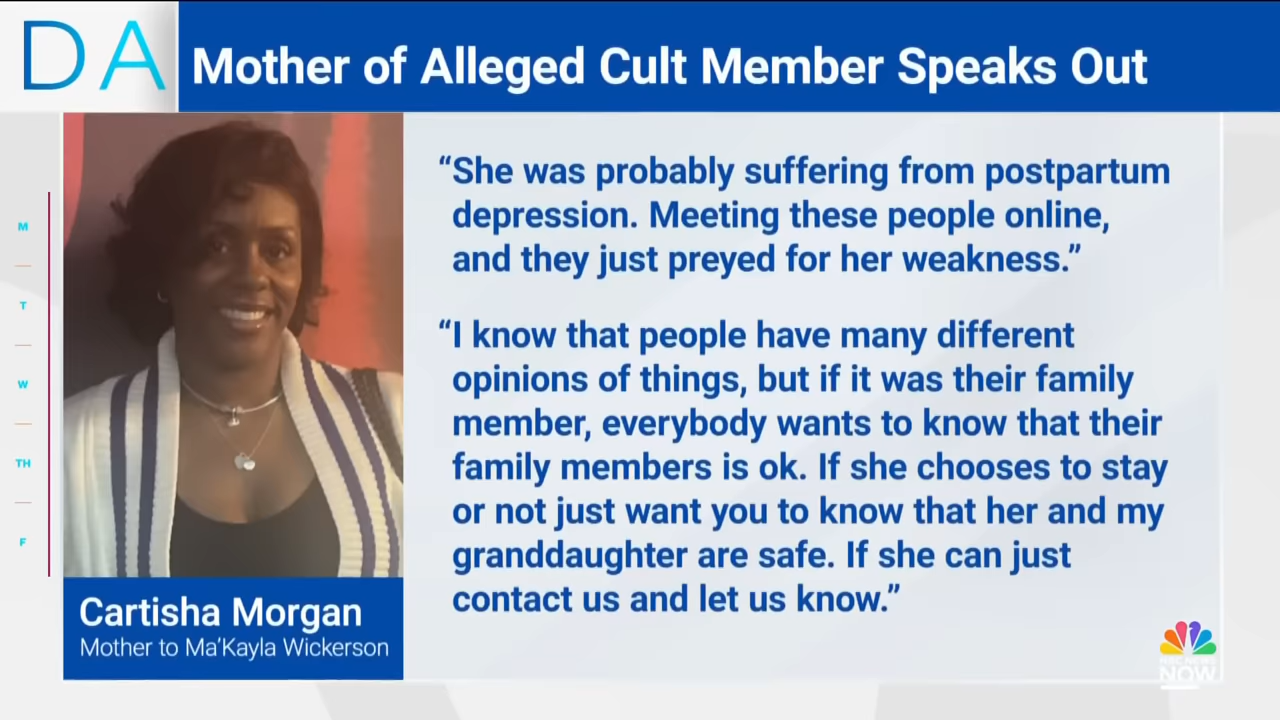 DA
Mother of Alleged Cult Member Speaks Out
M
T
W
TH
F
“She was probably suffering from postpartum
depression. Meeting these people online,
and they just preyed for her weakness.”
“I know that people have many different
opinions of things, but if it was their family
member, everybody wants to know that their
family members is ok. If she chooses to stay
or not just want you to know that her and my
granddaughter are safe. If she can just
contact us and let us know.”
Cartisha Morgan
Mother to Ma’Kayla Wickerson
NBC NEWS
NOW